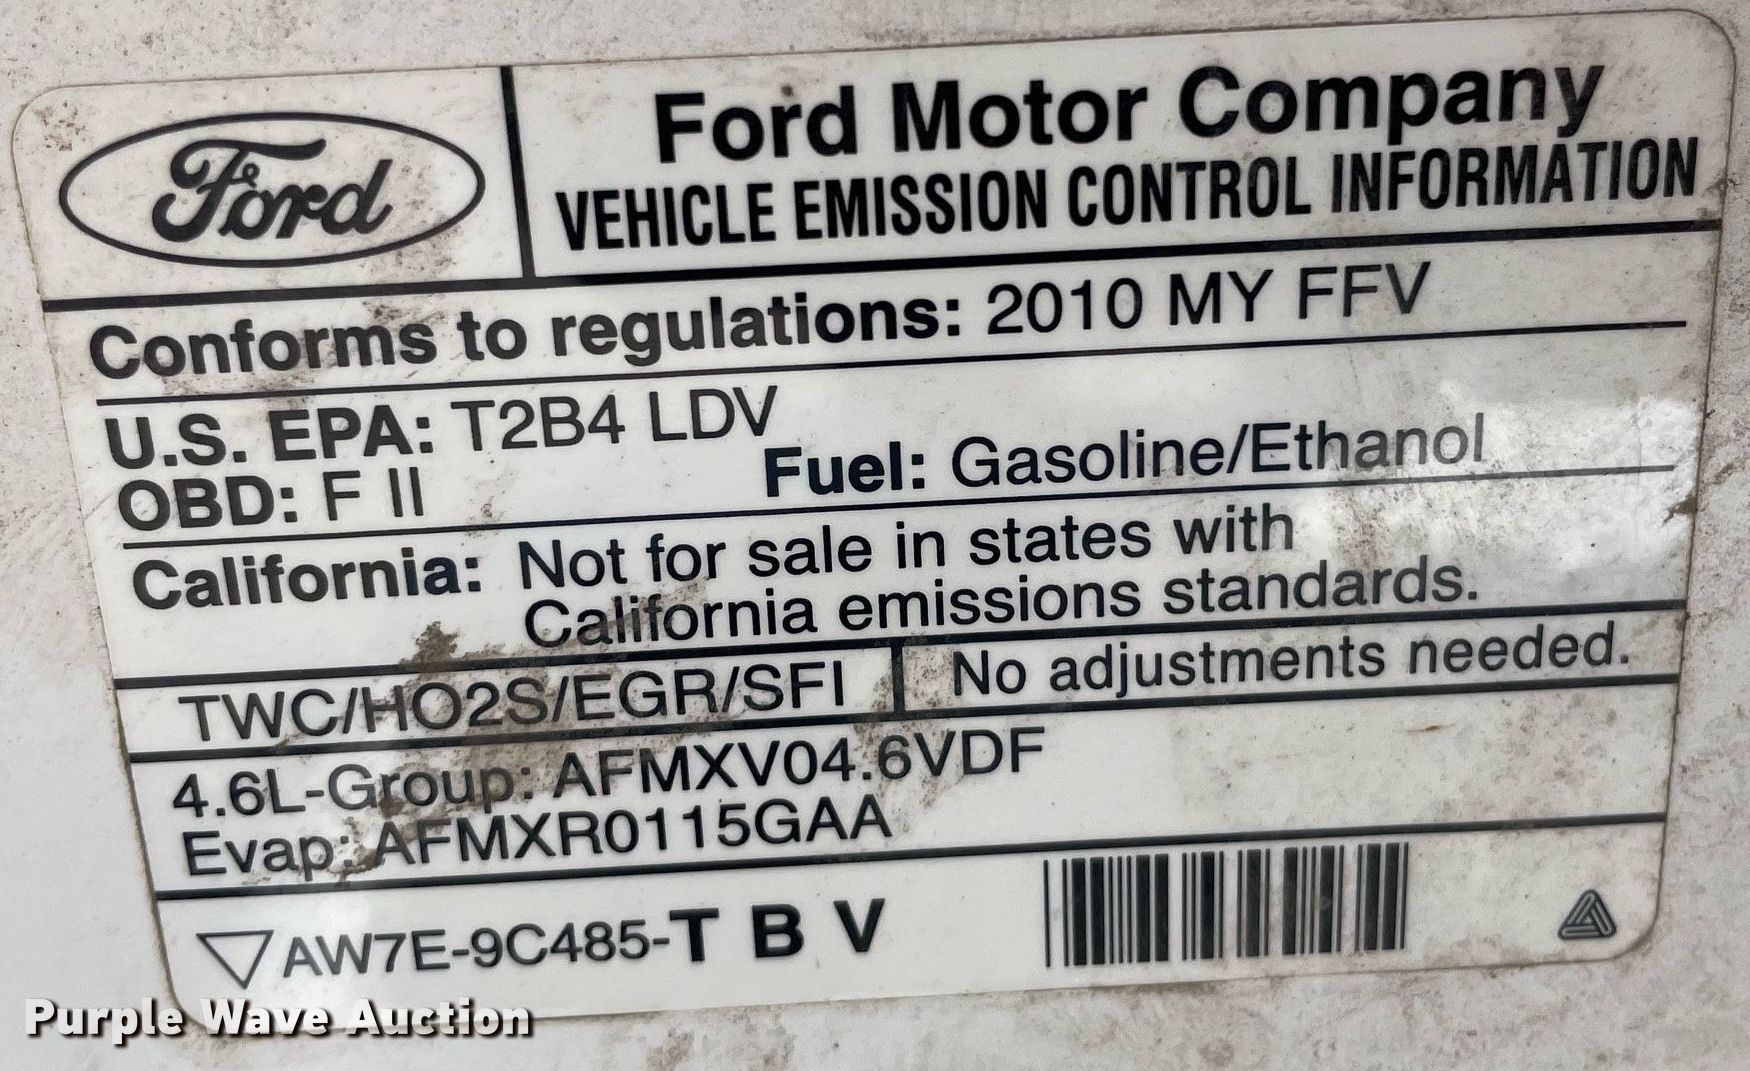 Ford
Ford Motor Company
VEHICLE EMISSION CONTROL INFORMATION
Conforms to regulations: 2010 MY FFV
U.S. EPA: T2B4 LDV
OBD: F II
Fuel: Gasoline/Ethanol
California: Not for sale in states with
California emissions standards.
TWC/HO2S/EGR/SFI
No adjustments needed.
4.6L-Group: AFMXV04.6VDF
Evap: AFMXR0115GAA
AW7E-9C485-T B V
Purple Wave Auction